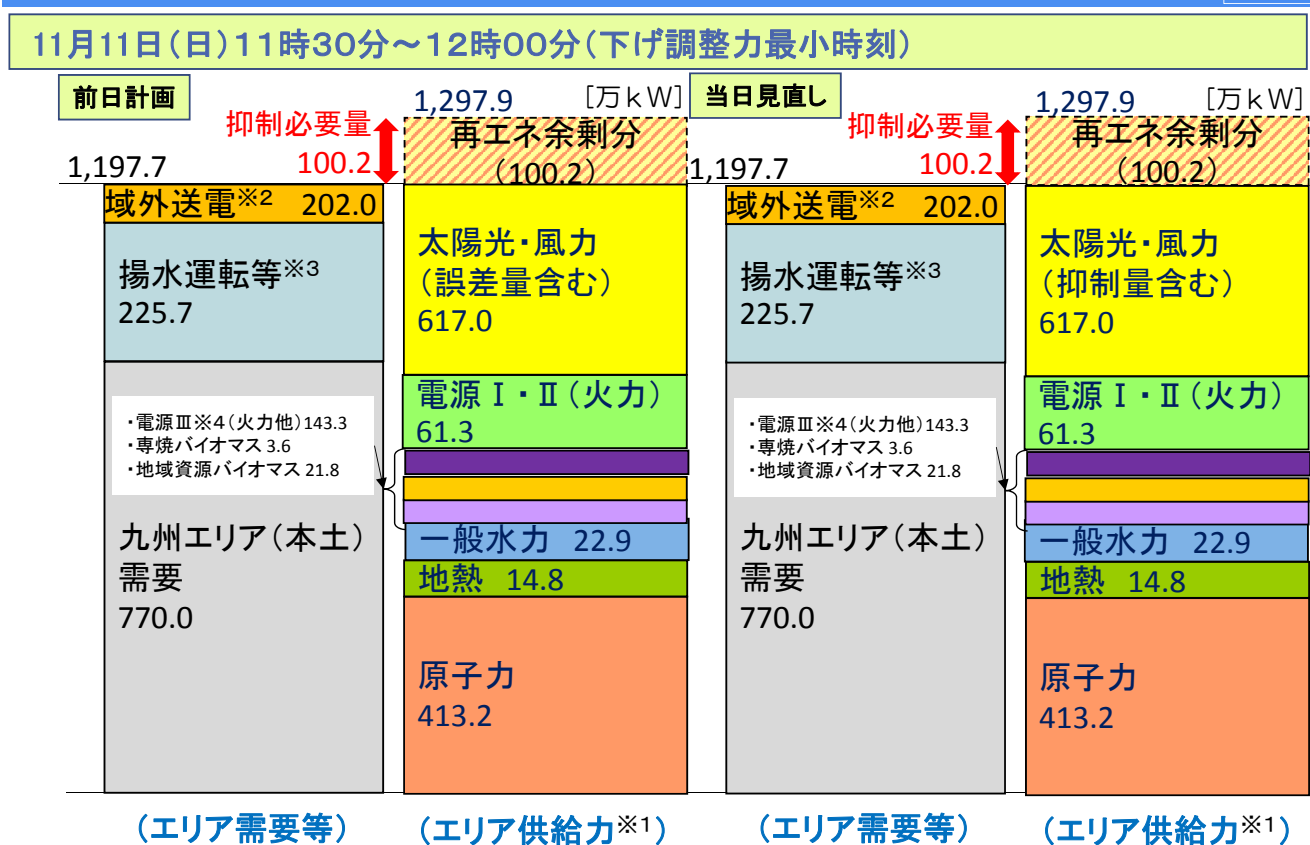 11月11日(日)11時30分～12時00分(下げ調整力最小時刻)
前日計画
1,297.9
[万kW]
抑制必要量
100.2
再エネ余剰分
(100.2)
1,197.7
域外送電※2 202.0
揚水運転等※3
225.7
太陽光・風力
(誤差量含む)
617.0
電源Ⅰ・Ⅱ(火力)
61.3
・電源Ⅲ※4(火力他)143.3
・専焼バイオマス 3.6
・地域資源バイオマス 21.8
九州エリア(本土)
需要
770.0
一般水力 22.9
地熱 14.8
原子力
413.2
(エリア需要等)
(エリア供給力※1)
当日見直し
1,297.9
[万kW]
抑制必要量
100.2
再エネ余剰分
(100.2)
1,197.7
域外送電※2 202.0
揚水運転等※3
225.7
太陽光・風力
(抑制量含む)
617.0
電源Ⅰ・Ⅱ(火力)
61.3
・電源Ⅲ※4(火力他)143.3
・専焼バイオマス 3.6
・地域資源バイオマス 21.8
九州エリア(本土)
需要
770.0
一般水力 22.9
地熱 14.8
原子力
413.2
(エリア需要等)
(エリア供給力※1)